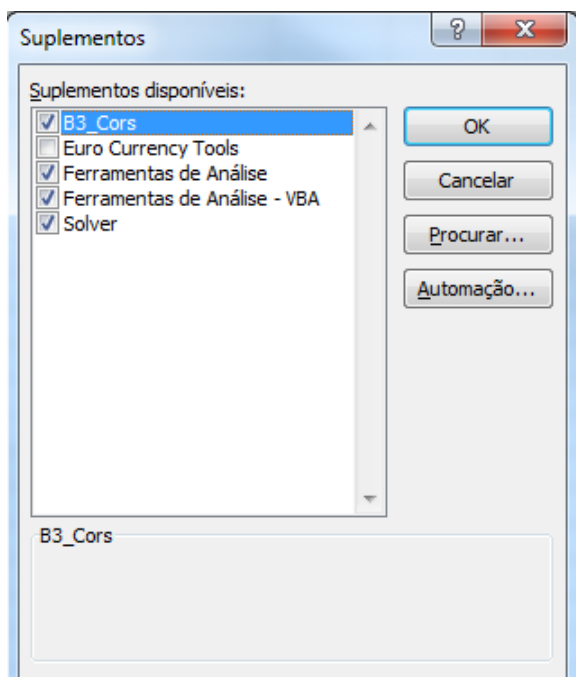 Suplementos
Suplementos disponíveis:
B3_Cors
Euro Currency Tools
Ferramentas de Análise
Ferramentas de Análise - VBA
Solver
OK
Cancelar
Procurar...
Automação...
B3_Cors